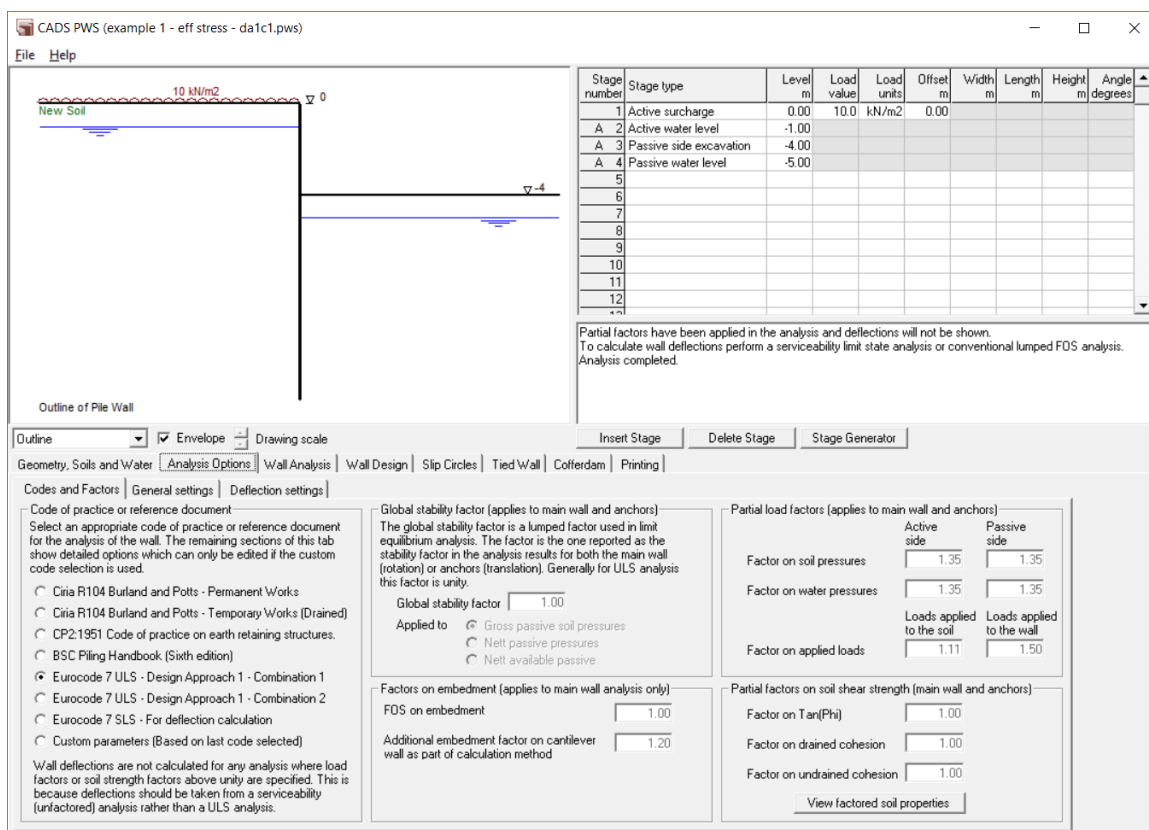 CADS PWS (example 1 - eff stress - da1c1.pws)
File Help
10 kN/m2
0
New Soil
-4
Outline of Pile Wall
Stage number Stage type Level m Load value Load units Offset m Width m Length m Height m Angle degrees
1 Active surcharge 0.00 10.0 kN/m2 0.00
A 2 Active water level -1.00
A 3 Passive side excavation -4.00
A 4 Passive water level -5.00
5
6
7
8
9
10
11
12
13
Partial factors have been applied in the analysis and deflections will not be shown.
To calculate wall deflections perform a serviceability limit state analysis or conventional lumped FOS analysis.
Analysis completed.
Outline Envelope Drawing scale
Insert Stage Delete Stage Stage Generator
Geometry, Soils and Water Analysis Options Wall Analysis Wall Design Slip Circles Tied Wall Cofferdam Printing
Codes and Factors General settings Deflection settings
Code of practice or reference document
Select an appropriate code of practice or reference document
for the analysis of the wall. The remaining sections of this tab
show detailed options which can only be edited if the custom
code selection is used.
Ciria R104 Burland and Potts - Permanent Works
Ciria R104 Burland and Potts - Temporary Works (Drained)
CP2:1951 Code of practice on earth retaining structures.
BSC Piling Handbook (Sixth edition)
Eurocode 7 ULS - Design Approach 1 - Combination 1
Eurocode 7 ULS - Design Approach 1 - Combination 2
Eurocode 7 SLS - For deflection calculation
Custom parameters (Based on last code selected)
Wall deflections are not calculated for any analysis where load
factors or soil strength factors above unity are specified. This is
because deflections should be taken from a serviceability
(unfactored) analysis rather than a ULS analysis.
Global stability factor (applies to main wall and anchors)
The global stability factor is a lumped factor used in limit
equilibrium analysis. The factor is the one reported as the
stability factor in the analysis results for both the main wall
(rotation) or anchors (translation). Generally for ULS analysis
this factor is unity.
Global stability factor 1.00
Applied to Gross passive soil pressures
Nett passive pressures
Nett available passive
Factors on embedment (applies to main wall analysis only)
FOS on embedment 1.00
Additional embedment factor on cantilever
wall as part of calculation method 1.20
Partial load factors (applies to main wall and anchors)
Active side Passive side
Factor on soil pressures 1.35 1.35
Factor on water pressures 1.35 1.35
Loads applied to the soil Loads applied to the wall
Factor on applied loads 1.11 1.50
Partial factors on soil shear strength (main wall and anchors)
Factor on Tan(Phi) 1.00
Factor on drained cohesion 1.00
Factor on undrained cohesion 1.00
View factored soil properties